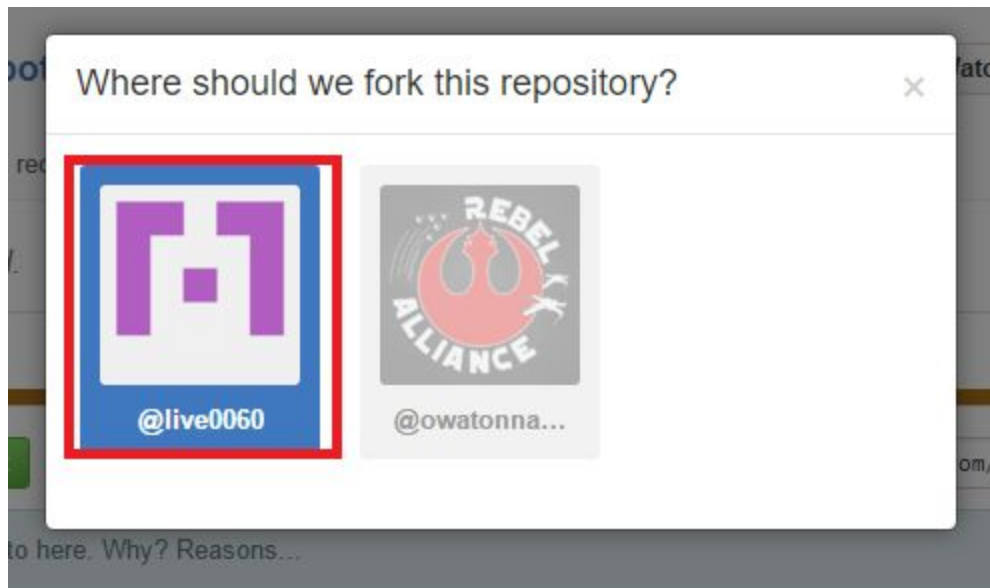 Where should we fork this repository?
×
REBEL
ALLIANCE
@live0060
@owatonna...
to here. Why? Reasons...